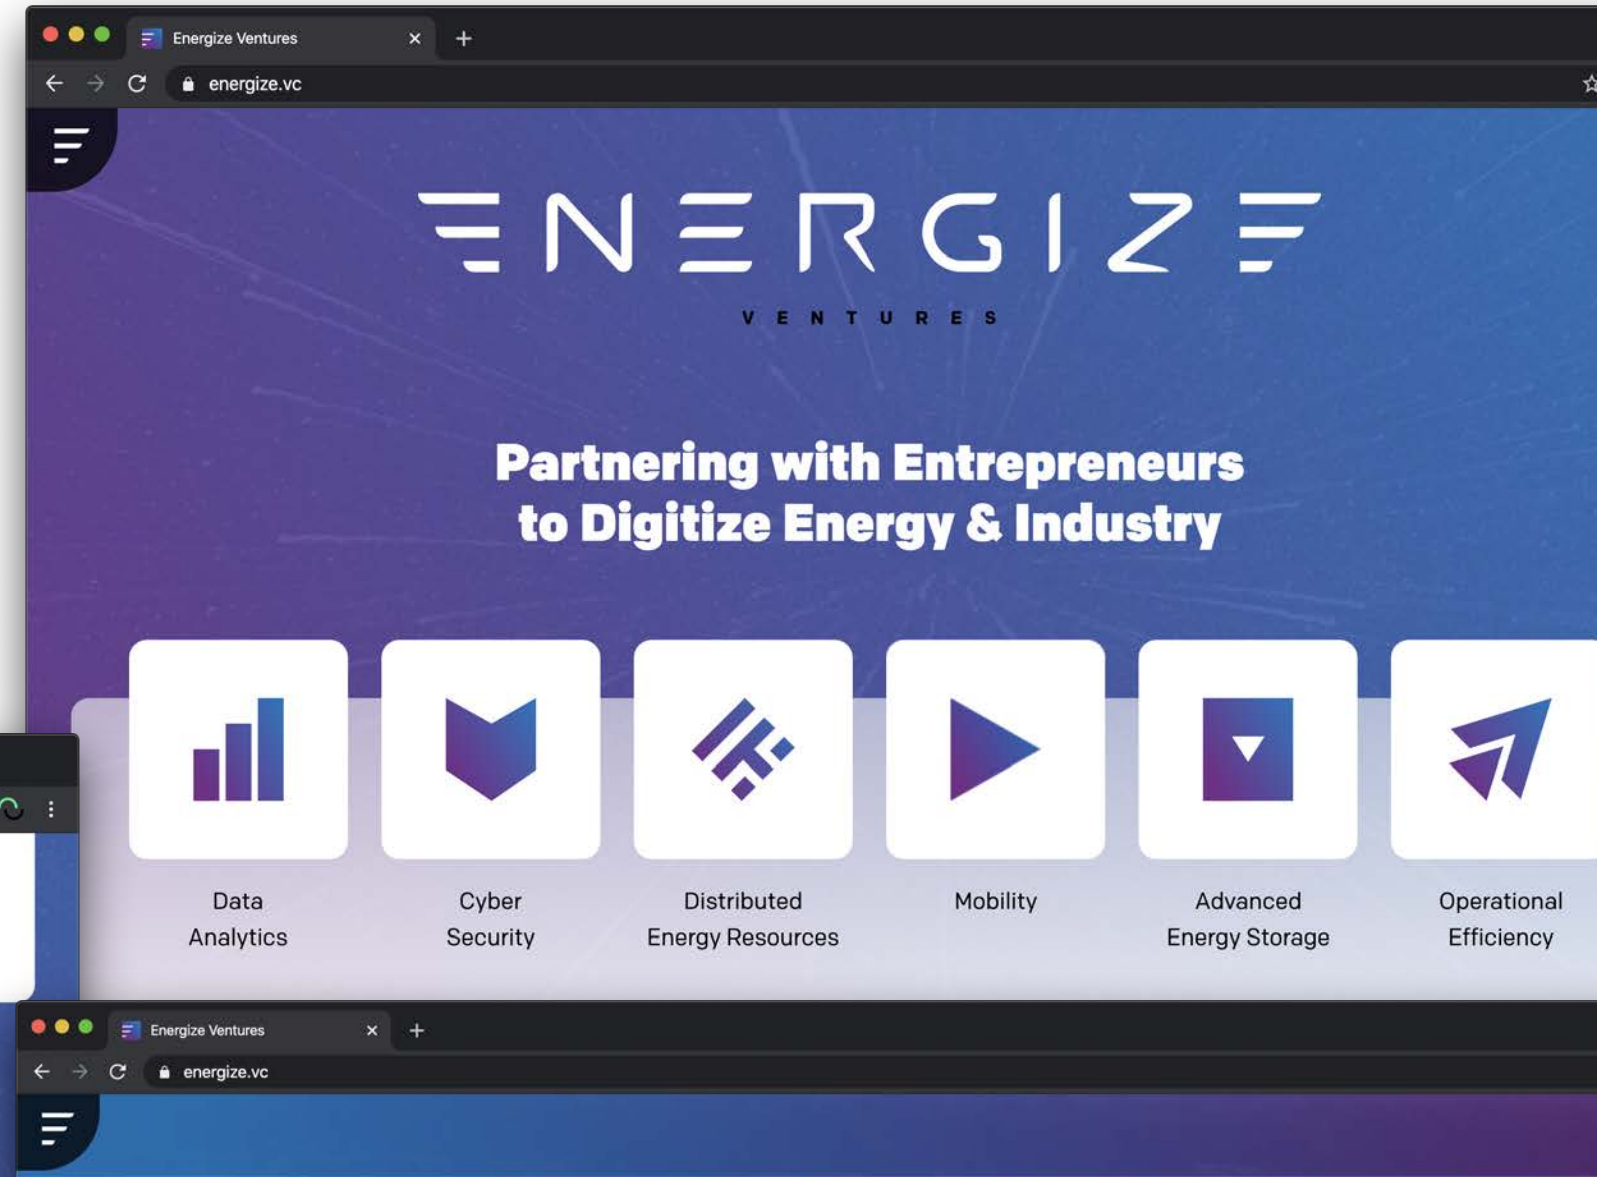 Energize Ventures
energize.vc
ENERGIZE
VENTURES
Partnering with Entrepreneurs
to Digitize Energy & Industry
Data
Analytics
Cyber
Security
Distributed
Energy Resources
Mobility
Advanced
Energy Storage
Operational
Efficiency
Energize Ventures
energize.vc